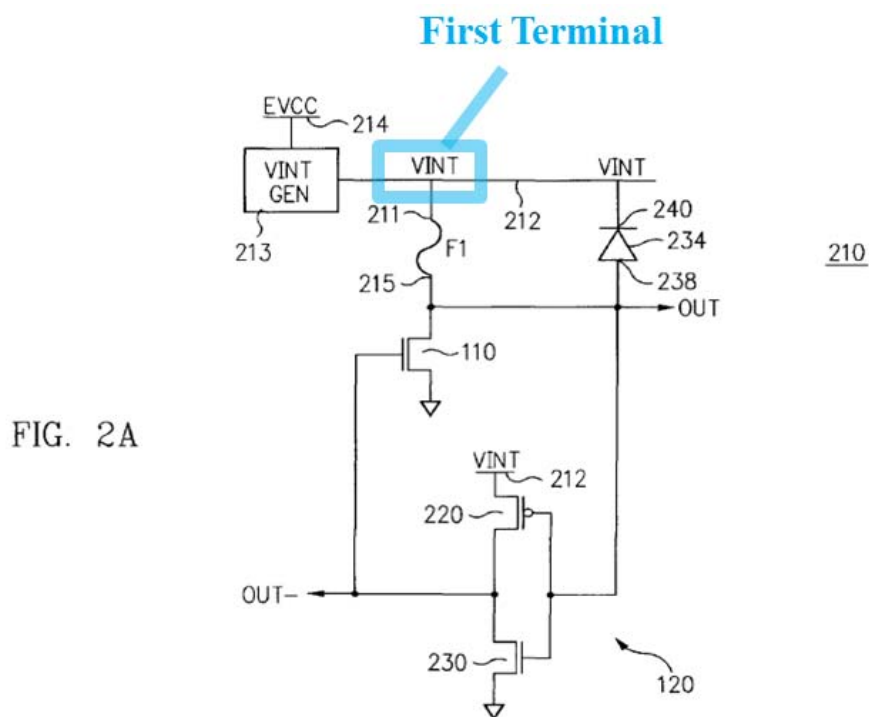 First Terminal
EVCC
214
VINT
GEN
213
VINT
VINT
211
212
F1
215
240
234
238
210
OUT
110
FIG. 2A
VINT
212
220
OUT-
230
120